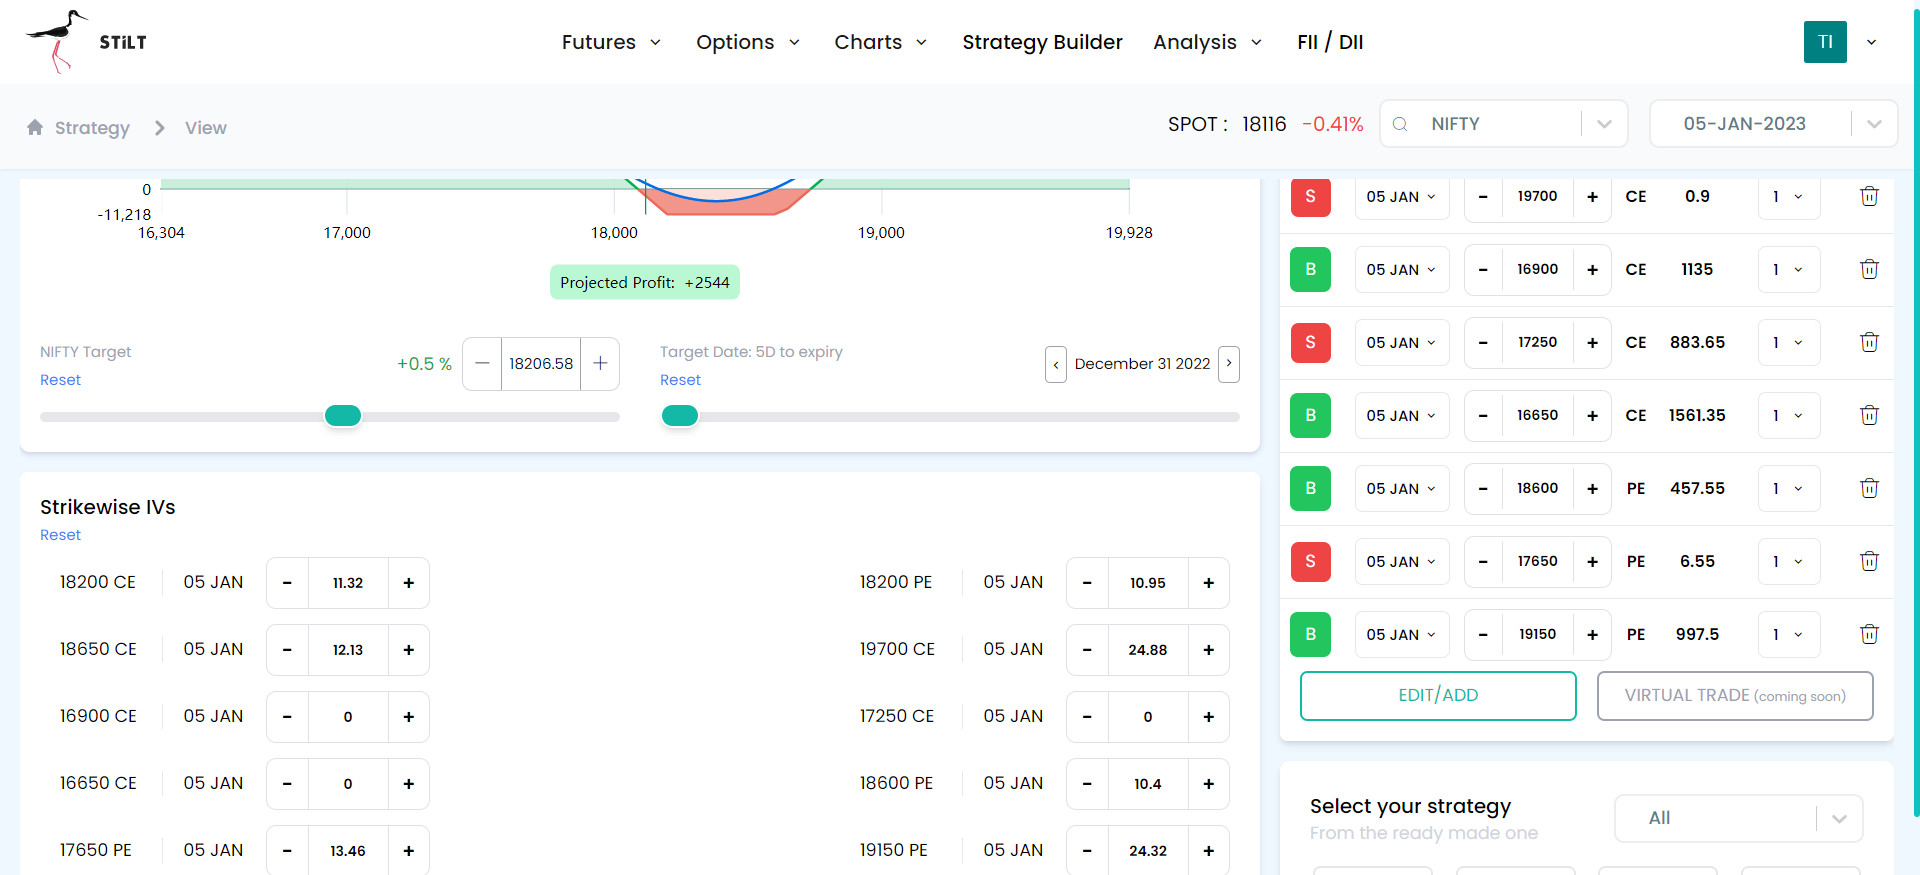 STiLT
Futures Options Charts Strategy Builder Analysis FII / DII
TI
Strategy View
SPOT : 18116 -0.41% NIFTY 05-JAN-2023
0
-11,218
16,304 17,000 18,000 19,000 19,928
Projected Profit: +2544
NIFTY Target
Reset
+0.5 % − 18206.58 +
Target Date: 5D to expiry
Reset
‹ December 31 2022 ›
Strikewise IVs
Reset
18200 CE 05 JAN - 11.32 +
18200 PE 05 JAN - 10.95 +
18650 CE 05 JAN - 12.13 +
19700 CE 05 JAN - 24.88 +
16900 CE 05 JAN - 0 +
17250 CE 05 JAN - 0 +
16650 CE 05 JAN - 0 +
18600 PE 05 JAN - 10.4 +
17650 PE 05 JAN - 13.46 +
19150 PE 05 JAN - 24.32 +
S 05 JAN - 19700 + CE 0.9 1
B 05 JAN - 16900 + CE 1135 1
S 05 JAN - 17250 + CE 883.65 1
B 05 JAN - 16650 + CE 1561.35 1
B 05 JAN - 18600 + PE 457.55 1
S 05 JAN - 17650 + PE 6.55 1
B 05 JAN - 19150 + PE 997.5 1
EDIT/ADD VIRTUAL TRADE (coming soon)
Select your strategy
From the ready made one
All